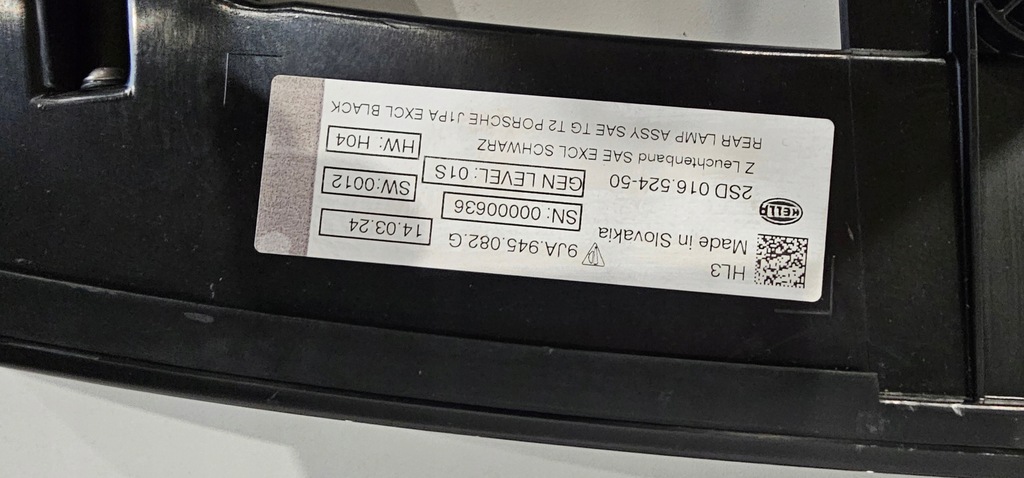 HL3
Made in Slovakia
9JA.945.082.G
14.03.24
HELLA
SN: 00000636
SW:0012
2SD 016.524-50
GEN LEVEL: 01S
HW: H04
Z Leuchtenband SAE EXCL SCHWARZ
REAR LAMP ASSY SAE TG T2 PORSCHE J1PA EXCL BLACK